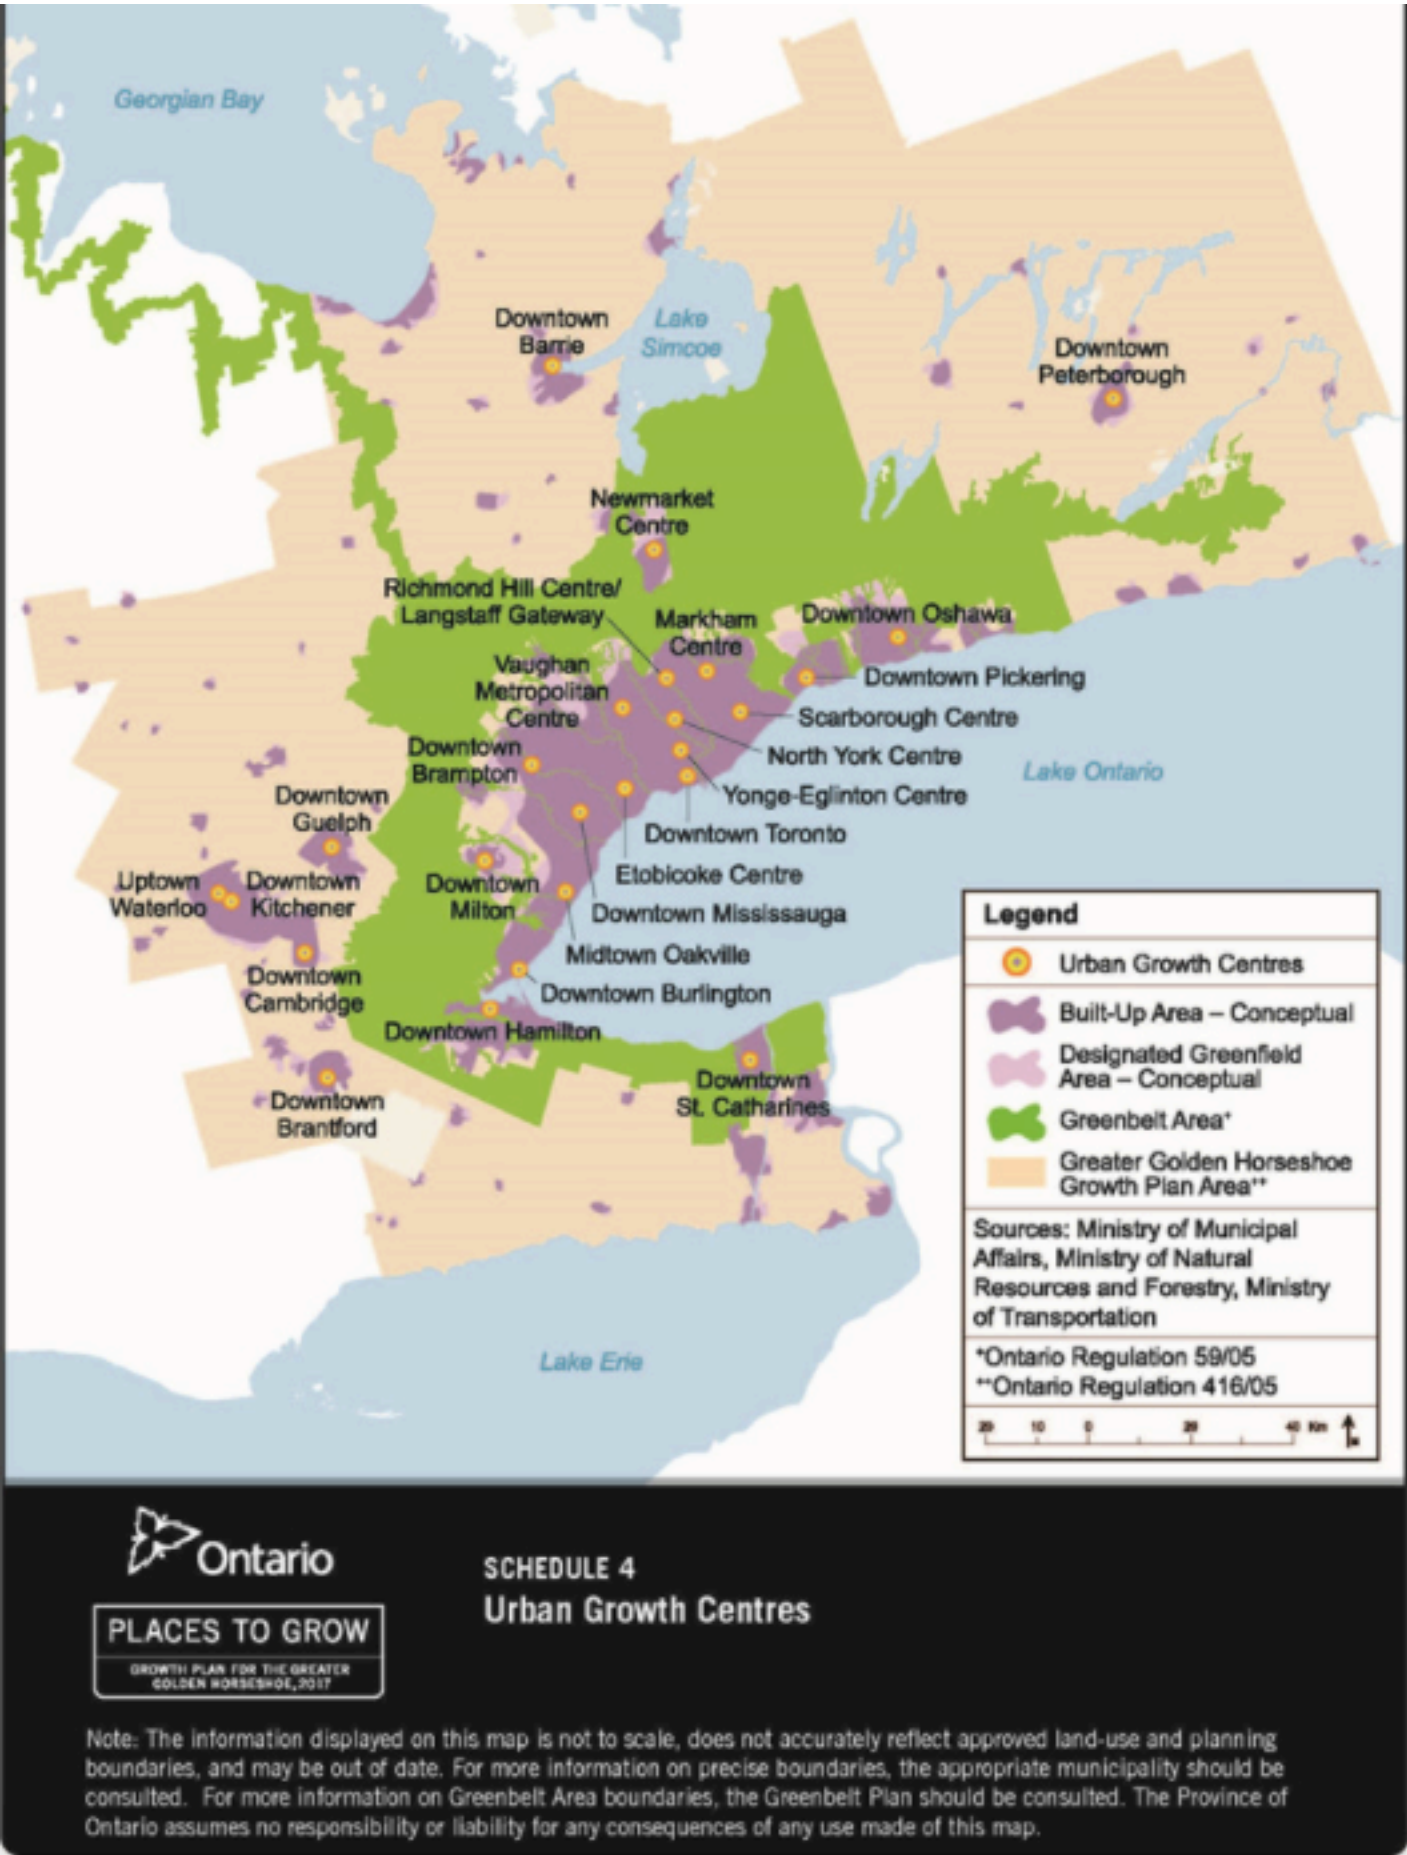 Georgian Bay
Downtown
Barrie
Lake
Simcoe
Downtown
Peterborough
Newmarket
Centre
Richmond Hill Centre/
Langstaff Gateway
Markham
Centre
Downtown Oshawa
Vaughan
Metropolitan
Centre
Downtown Pickering
Scarborough Centre
Downtown
Brampton
North York Centre
Lake Ontario
Yonge-Eglinton Centre
Downtown
Guelph
Downtown Toronto
Etobicoke Centre
Uptown
Waterloo
Downtown
Kitchener
Downtown
Milton
Downtown Mississauga
Midtown Oakville
Downtown
Cambridge
Downtown Burlington
Downtown Hamilton
Downtown
St. Catharines
Downtown
Brantford
Lake Erie
Legend
Urban Growth Centres
Built-Up Area – Conceptual
Designated Greenfield
Area – Conceptual
Greenbelt Area+
Greater Golden Horseshoe
Growth Plan Area++
Sources: Ministry of Municipal
Affairs, Ministry of Natural
Resources and Forestry, Ministry
of Transportation
+Ontario Regulation 59/05
++Ontario Regulation 416/05
20 10 0 20 40 Km N
Ontario
PLACES TO GROW
GROWTH PLAN FOR THE GREATER
GOLDEN HORSESHOE, 2017
SCHEDULE 4
Urban Growth Centres
Note: The information displayed on this map is not to scale, does not accurately reflect approved land-use and planning
boundaries, and may be out of date. For more information on precise boundaries, the appropriate municipality should be
consulted. For more information on Greenbelt Area boundaries, the Greenbelt Plan should be consulted. The Province of
Ontario assumes no responsibility or liability for any consequences of any use made of this map.